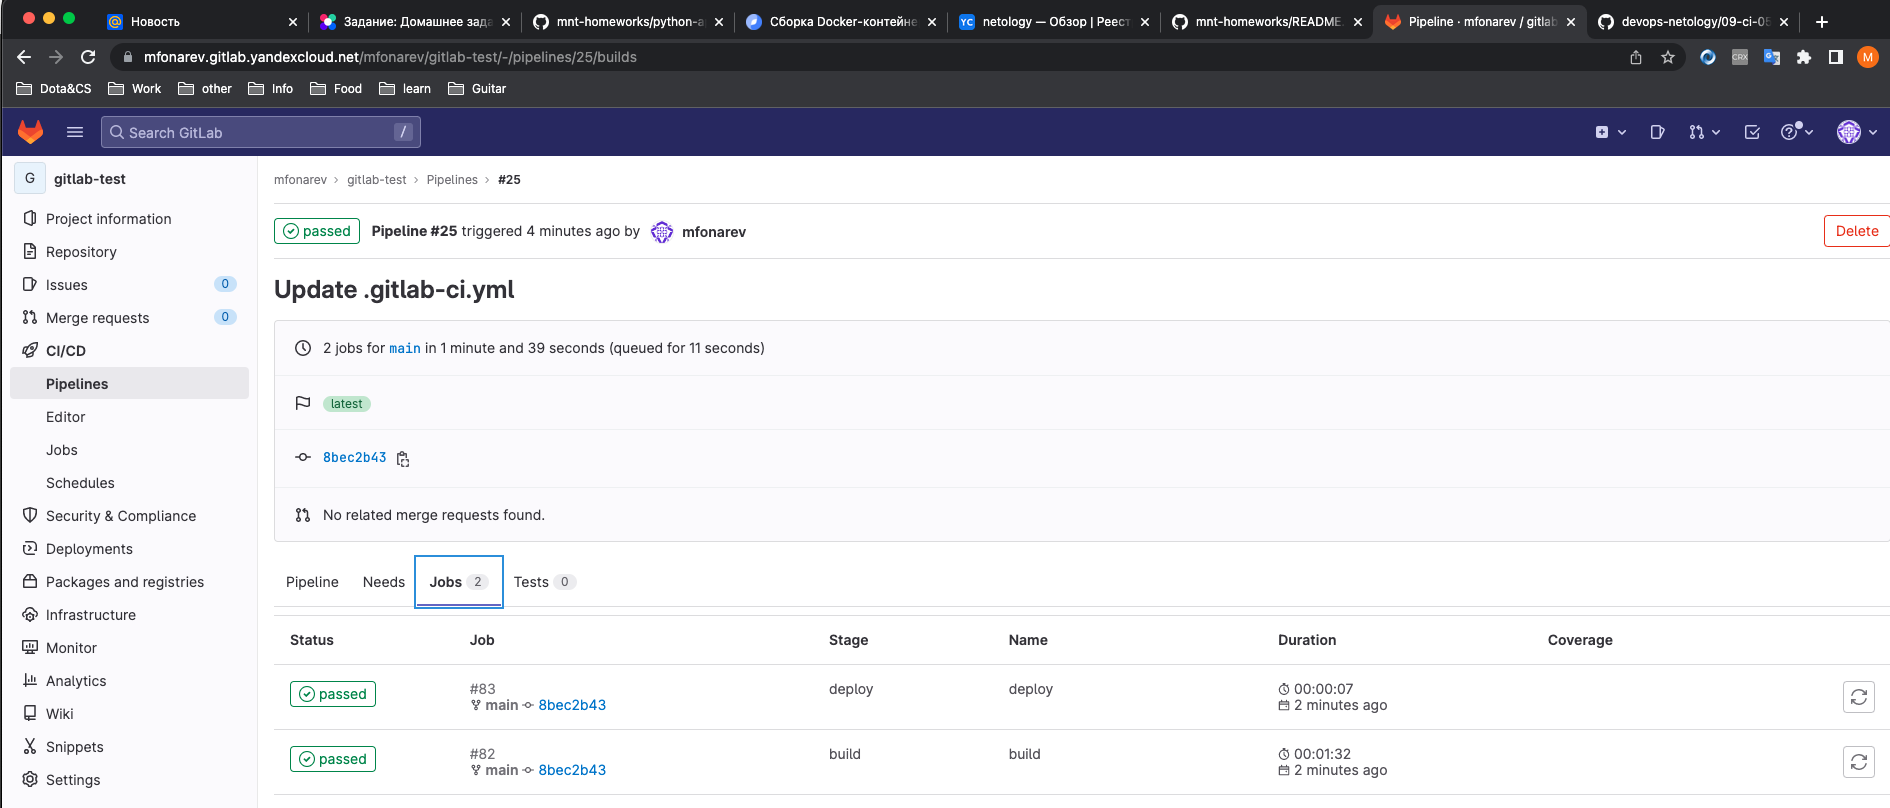 Новость
Задание: Домашнее зада
mnt-homeworks/python-a
Сборка Docker-контейне
netology — Обзор | Реест
mnt-homeworks/README.
Pipeline · mfonarev / gitlab
devops-netology/09-ci-05
mfonarev.gitlab.yandexcloud.net/mfonarev/gitlab-test/-/pipelines/25/builds
CRX
M
Dota&CS Work other Info Food learn Guitar
Search GitLab /
G gitlab-test
Project information
Repository
Issues 0
Merge requests 0
CI/CD
Pipelines
Editor
Jobs
Schedules
Security & Compliance
Deployments
Packages and registries
Infrastructure
Monitor
Analytics
Wiki
Snippets
Settings
mfonarev › gitlab-test › Pipelines › #25
passed Pipeline #25 triggered 4 minutes ago by mfonarev Delete
Update .gitlab-ci.yml
2 jobs for main in 1 minute and 39 seconds (queued for 11 seconds)
latest
8bec2b43
No related merge requests found.
Pipeline Needs Jobs 2 Tests 0
Status Job Stage Name Duration Coverage
passed #83 deploy deploy 00:00:07
main 8bec2b43 2 minutes ago
passed #82 build build 00:01:32
main 8bec2b43 2 minutes ago